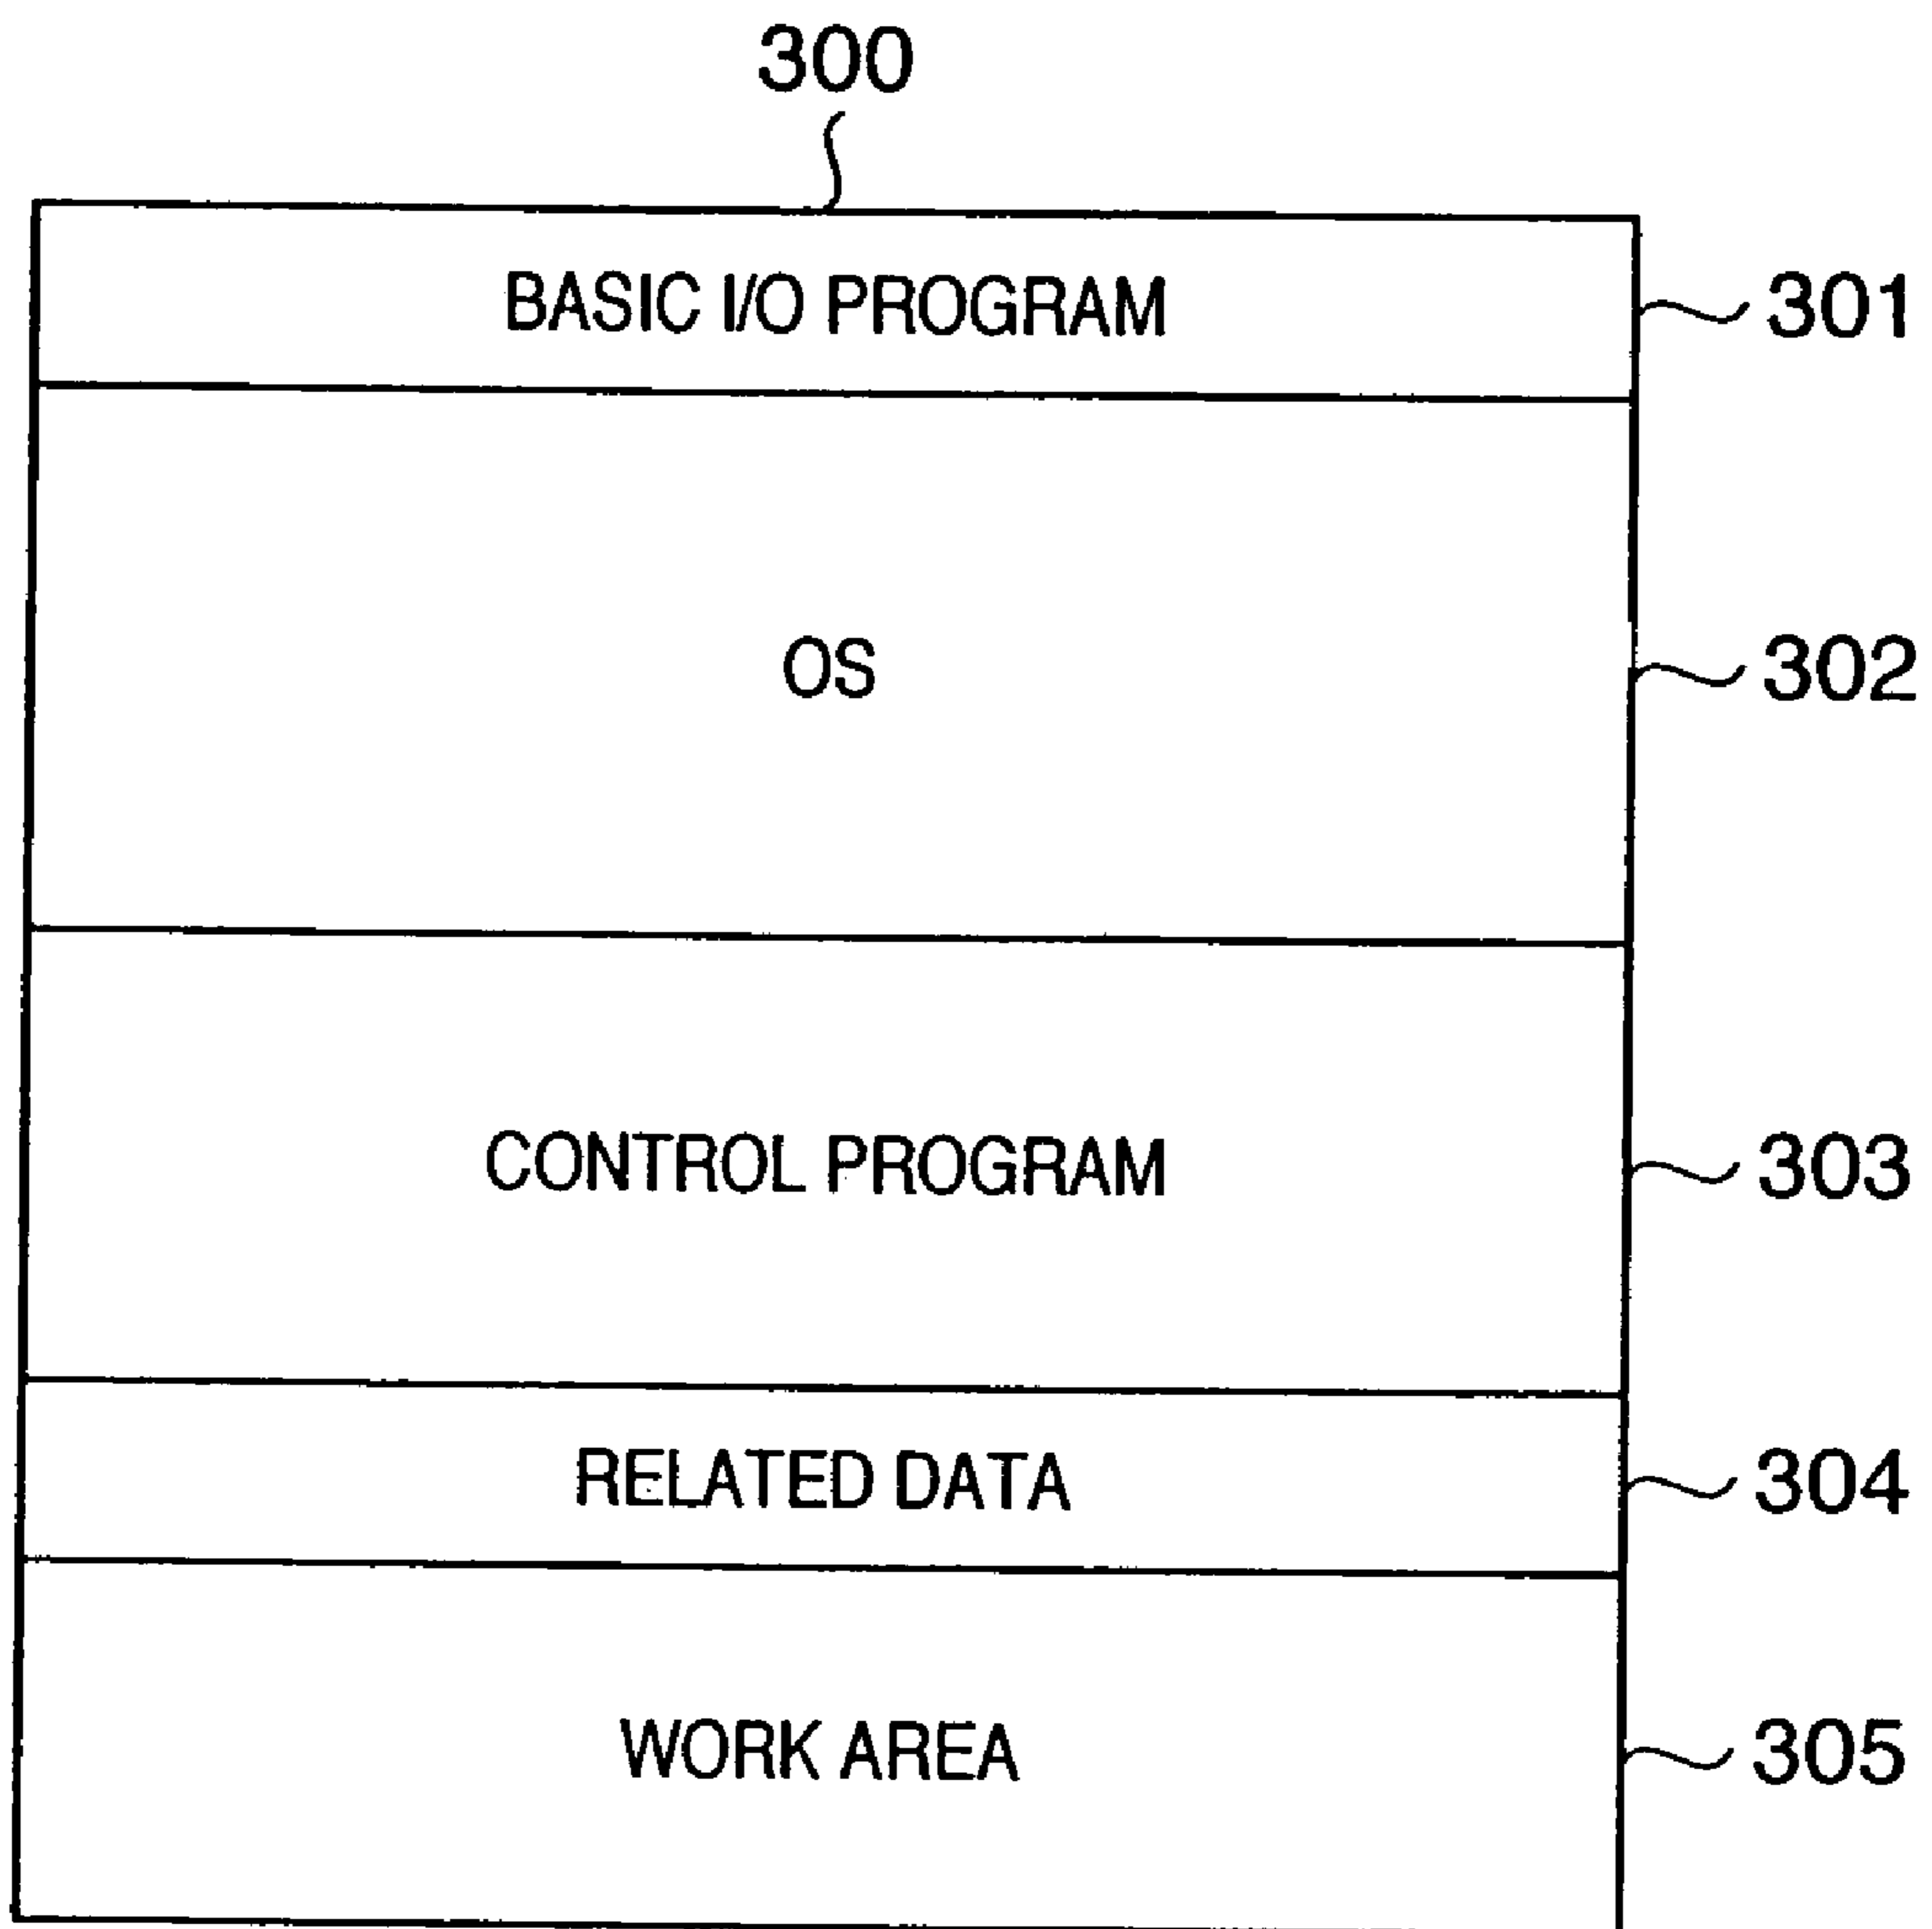 300
BASIC I/O PROGRAM 301
OS 302
CONTROL PROGRAM 303
RELATED DATA 304
WORK AREA 305